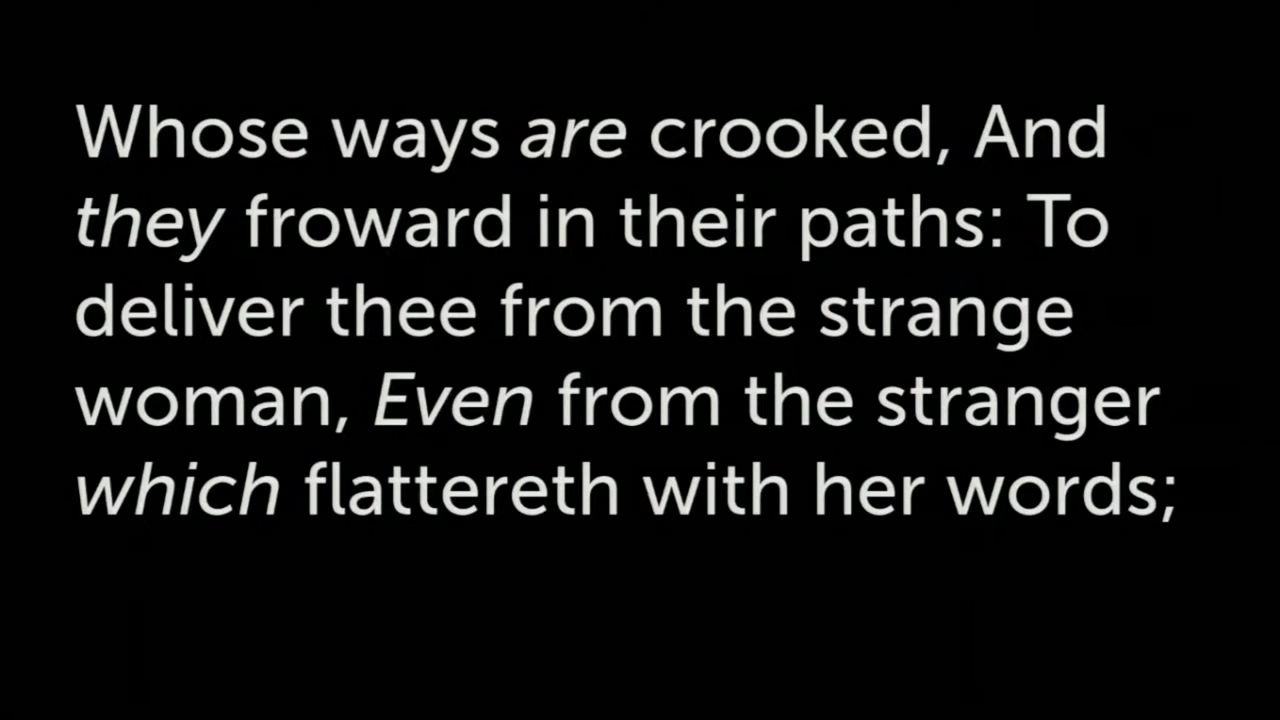 Whose ways are crooked, And
they froward in their paths: To
deliver thee from the strange
woman, Even from the stranger
which flattereth with her words;